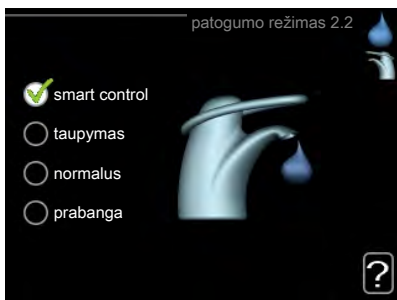 patogumo režimas 2.2
smart control
taupymas
normalus
prabanga
?